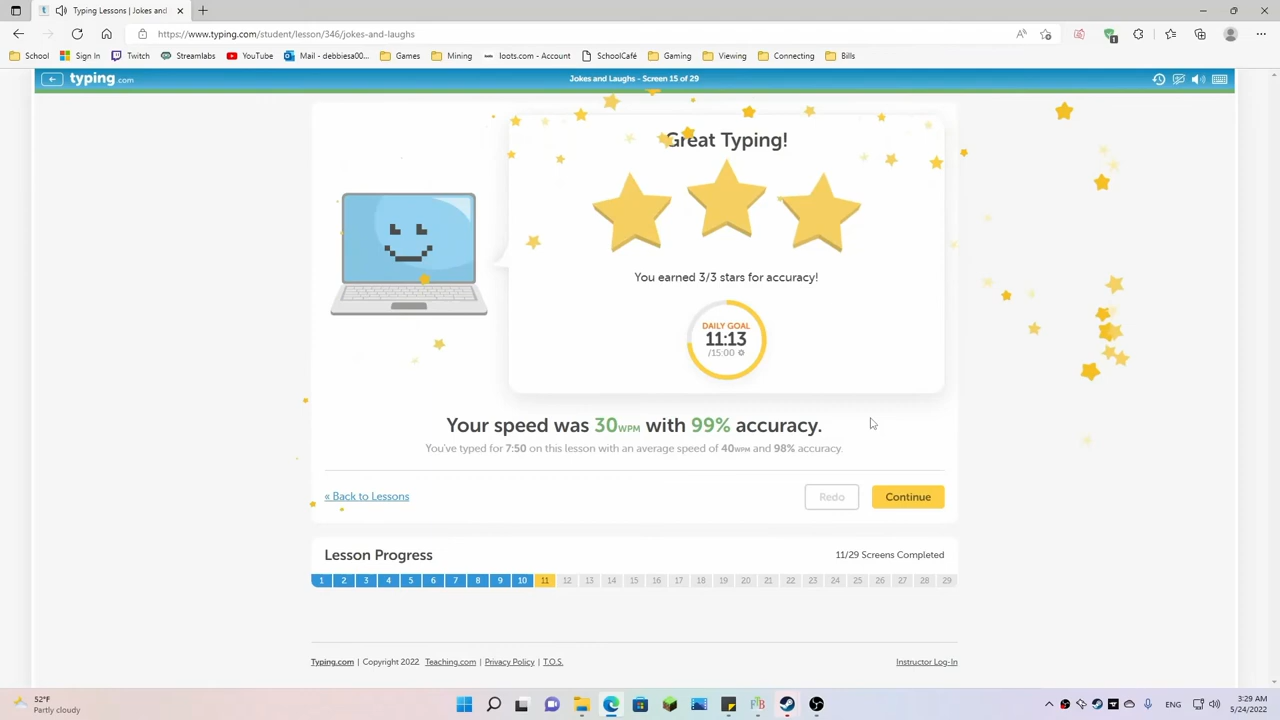 Typing Lessons | Jokes and
https://www.typing.com/student/lesson/346/jokes-and-laughs
School
Sign In
Twitch
Streamlabs
YouTube
Mail - debbiesa00...
Games
Mining
loots.com - Account
SchoolCafé
Gaming
Viewing
Connecting
Bills
typing.com
Jokes and Laughs - Screen 15 of 29
Great Typing!
You earned 3/3 stars for accuracy!
DAILY GOAL
11:13
/15:00
Your speed was 30WPM with 99% accuracy.
You've typed for 7:50 on this lesson with an average speed of 40WPM and 98% accuracy.
« Back to Lessons
Redo
Continue
Lesson Progress
11/29 Screens Completed
1 2 3 4 5 6 7 8 9 10 11 12 13 14 15 16 17 18 19 20 21 22 23 24 25 26 27 28 29
Typing.com | Copyright 2022 Teaching.com | Privacy Policy | T.O.S.
Instructor Log-In
52°F
Partly cloudy
ENG
3:29 AM
5/24/2022